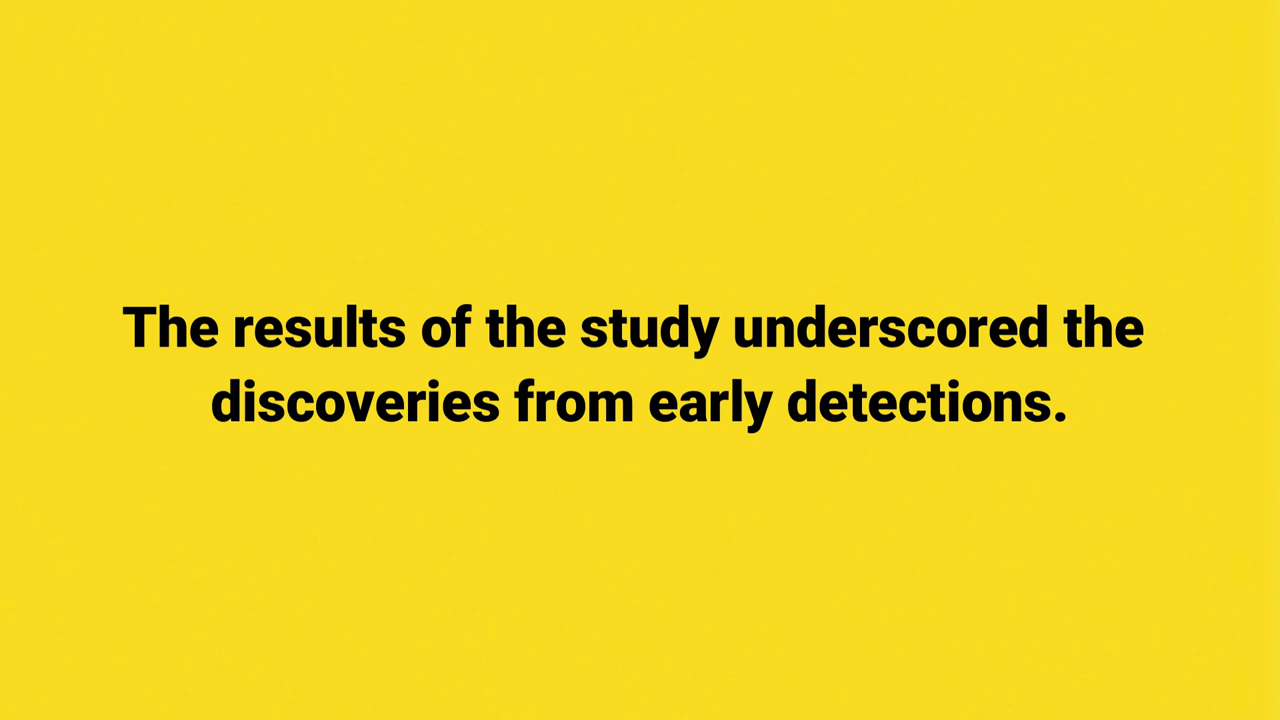 The results of the study underscored the
discoveries from early detections.